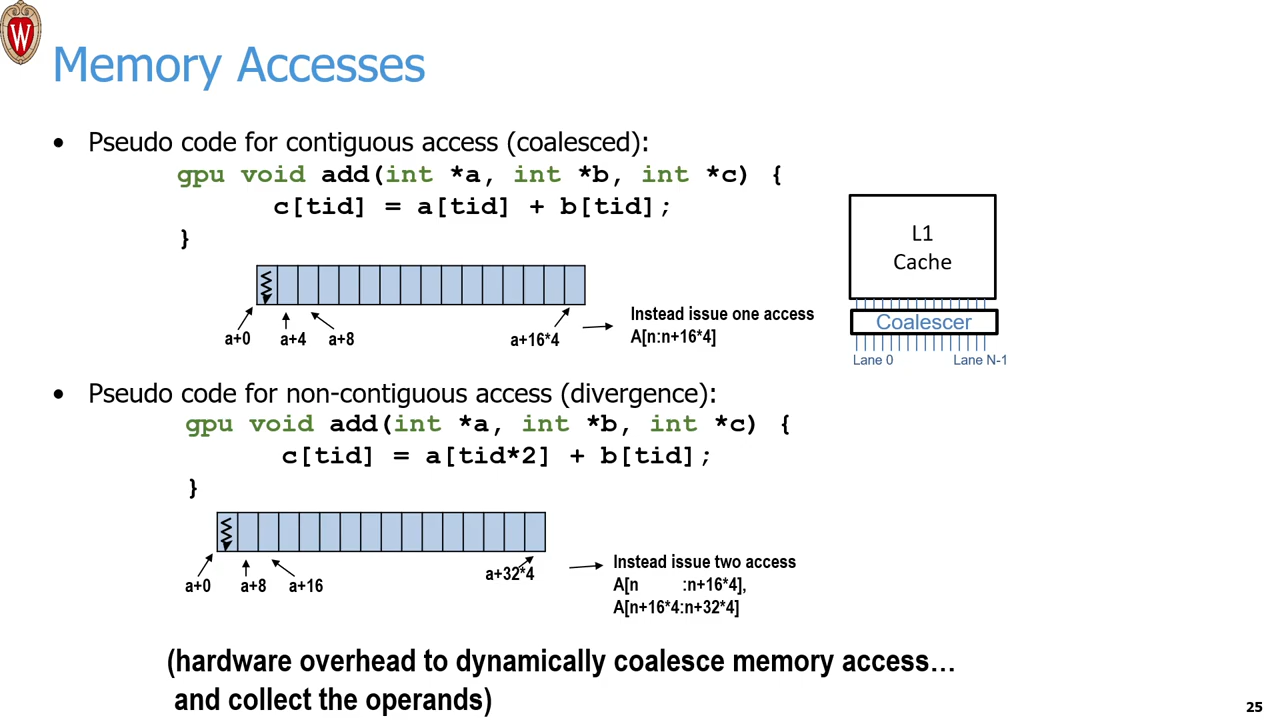 W
Memory Accesses
• Pseudo code for contiguous access (coalesced):
gpu void add(int *a, int *b, int *c) {
c[tid] = a[tid] + b[tid];
}
a+0
a+4
a+8
a+16*4
Instead issue one access
A[n:n+16*4]
L1
Cache
Coalescer
Lane 0
Lane N-1
• Pseudo code for non-contiguous access (divergence):
gpu void add(int *a, int *b, int *c) {
c[tid] = a[tid*2] + b[tid];
}
a+0
a+8
a+16
a+32*4
Instead issue two access
A[n :n+16*4],
A[n+16*4:n+32*4]
(hardware overhead to dynamically coalesce memory access…
and collect the operands)
25